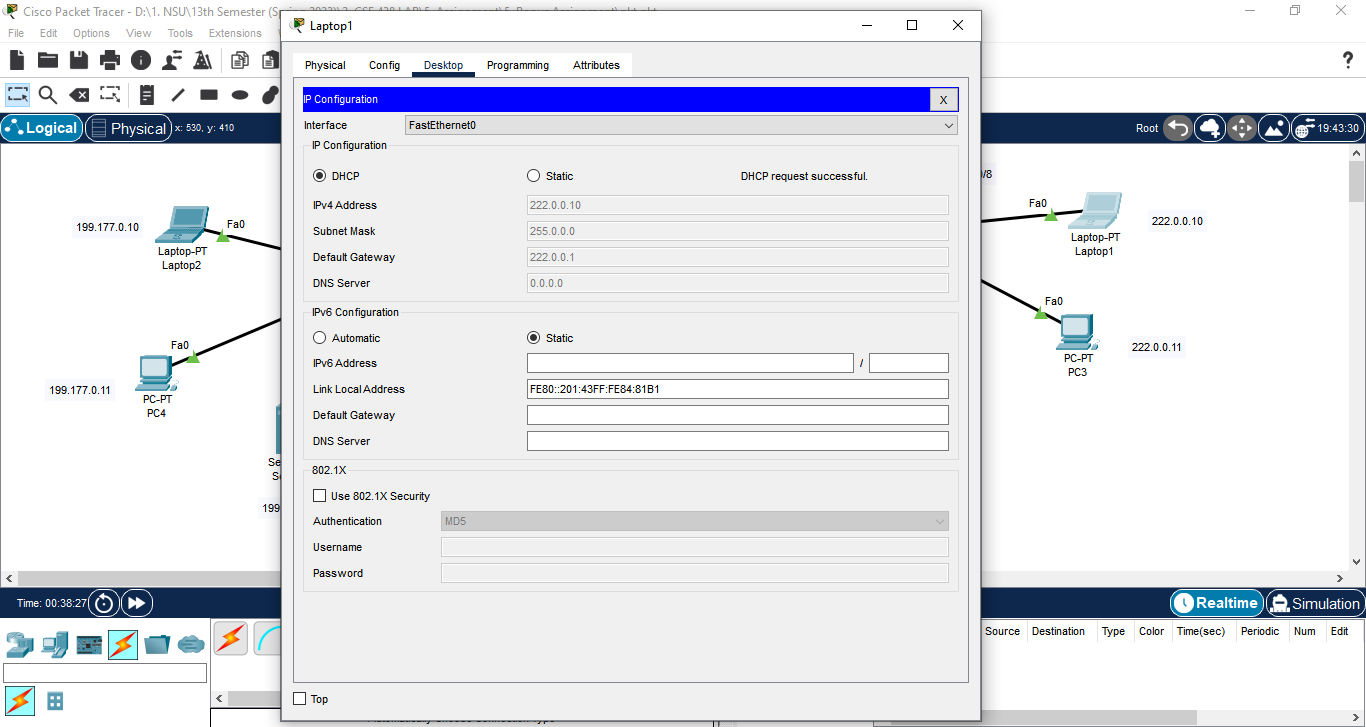 Cisco Packet Tracer - D:\1. NSU\13th Semester (Spring 2023)\
File Edit Options View Tools Extensions
Laptop1
Physical Config Desktop Programming Attributes
IP Configuration X
Interface FastEthernet0
Logical Physical x: 530, y: 410
Root 19:43:30
IP Configuration
DHCP Static DHCP request successful.
IPv4 Address 222.0.0.10
Subnet Mask 255.0.0.0
Default Gateway 222.0.0.1
DNS Server 0.0.0.0
IPv6 Configuration
Automatic Static
IPv6 Address /
Link Local Address FE80::201:43FF:FE84:81B1
Default Gateway
DNS Server
802.1X
Use 802.1X Security
Authentication MD5
Username
Password
Top
199.177.0.10
Fa0
Laptop-PT
Laptop2
Fa0
199.177.0.11
PC-PT
PC4
Se
S
199
/8
Fa0
Laptop-PT
Laptop1
222.0.0.10
Fa0
PC-PT
PC3
222.0.0.11
Time: 00:38:27
Realtime Simulation
Source Destination Type Color Time(sec) Periodic Num Edit
Automatically Choose Connection Type